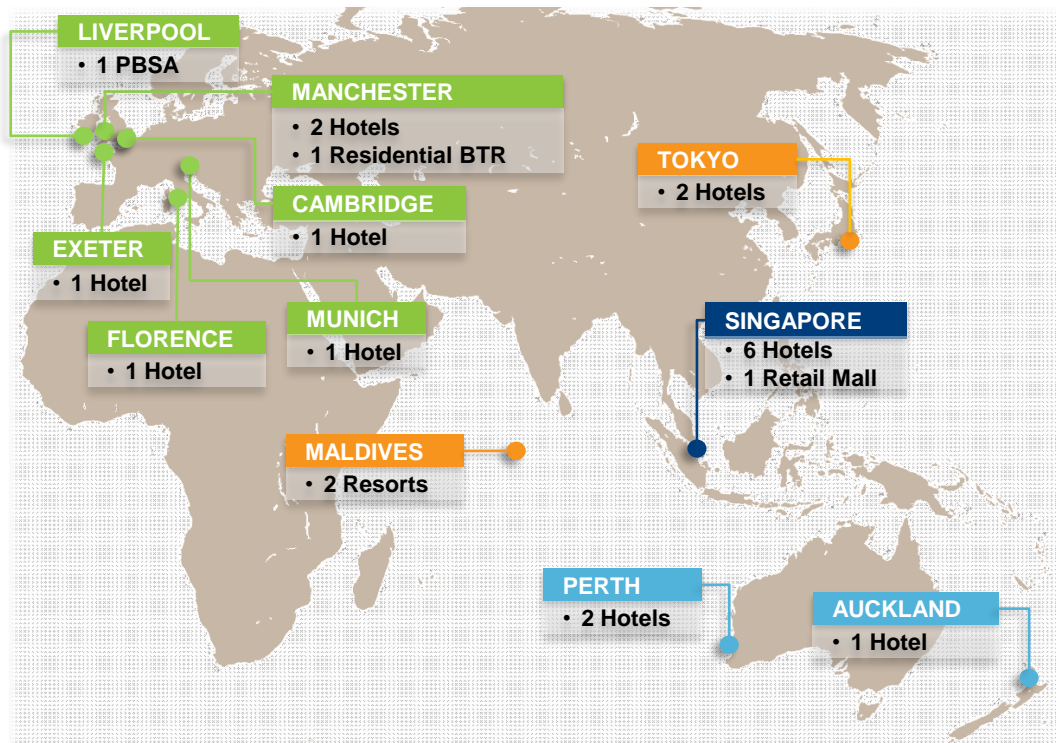 LIVERPOOL
• 1 PBSA
MANCHESTER
• 2 Hotels
• 1 Residential BTR
TOKYO
• 2 Hotels
CAMBRIDGE
• 1 Hotel
EXETER
• 1 Hotel
MUNICH
• 1 Hotel
FLORENCE
• 1 Hotel
SINGAPORE
• 6 Hotels
• 1 Retail Mall
MALDIVES
• 2 Resorts
PERTH
• 2 Hotels
AUCKLAND
• 1 Hotel